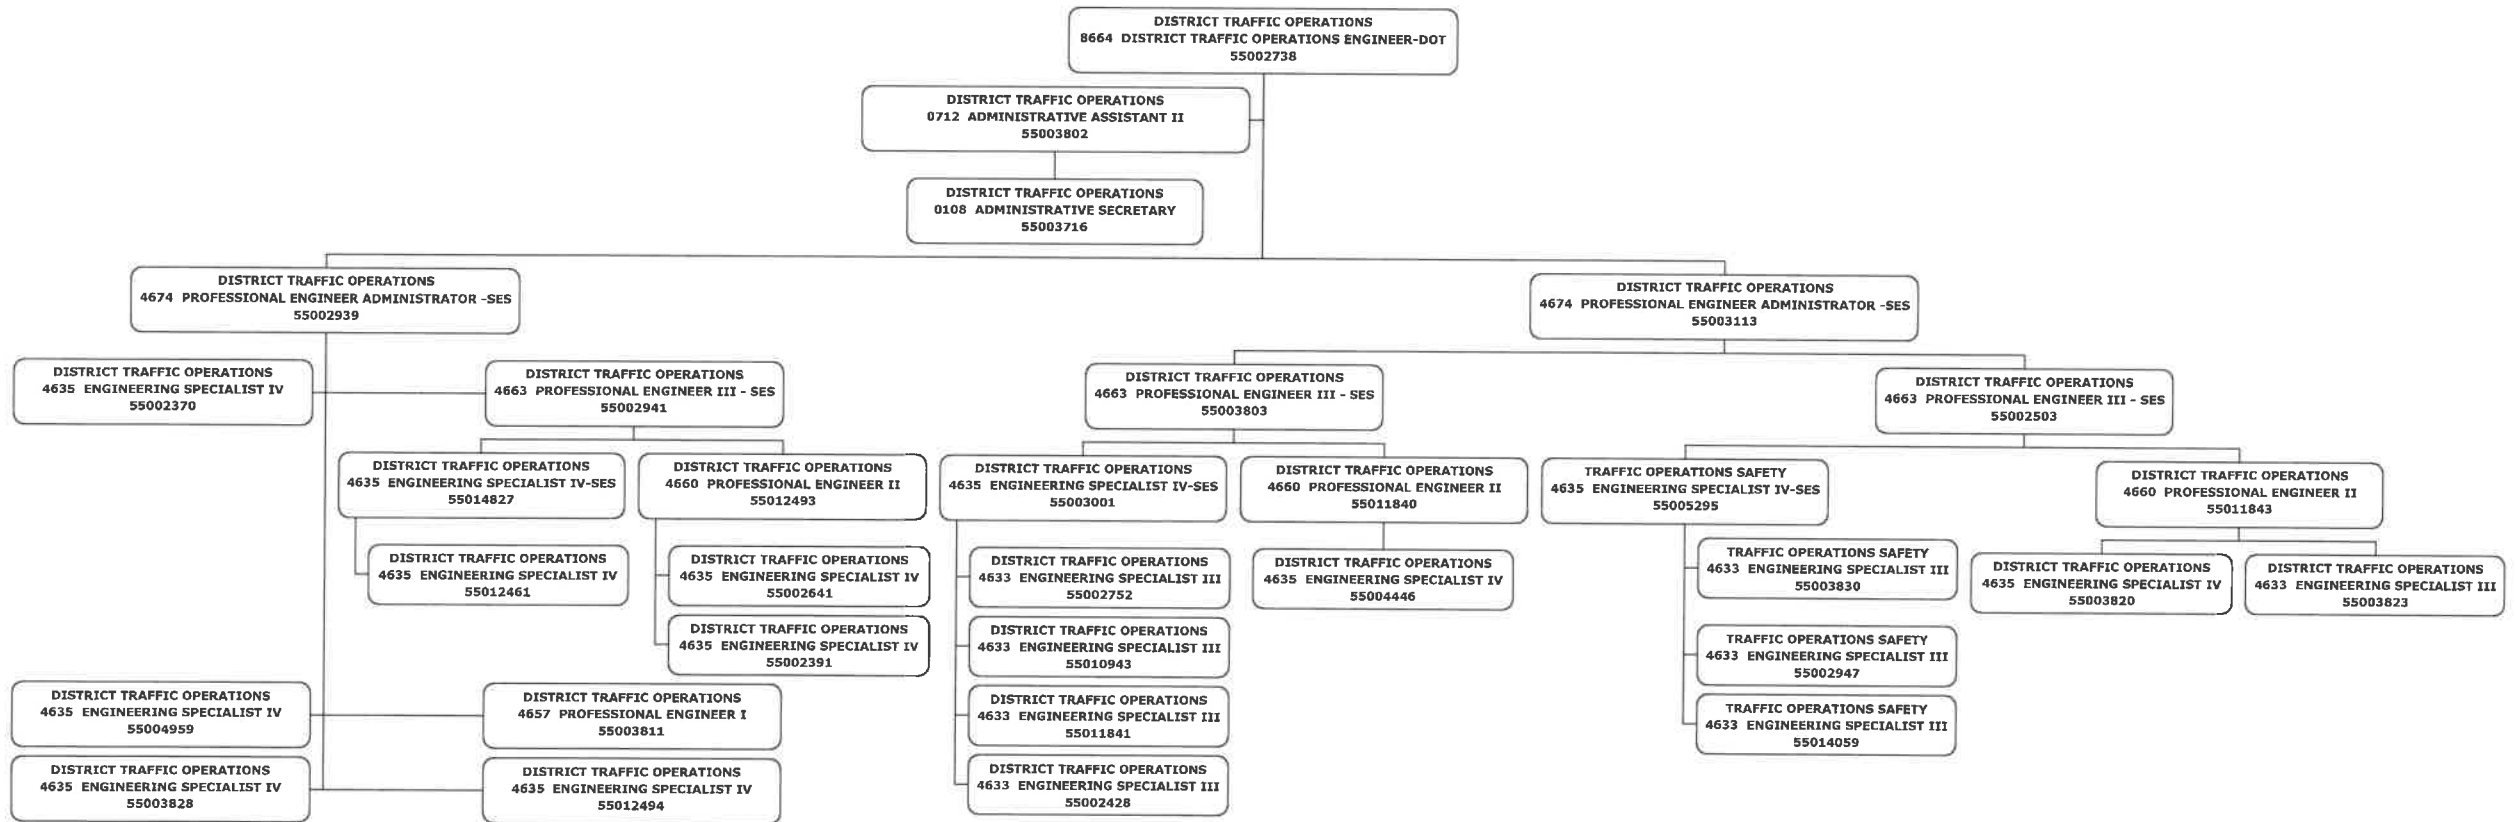 DISTRICT TRAFFIC OPERATIONS
8664 DISTRICT TRAFFIC OPERATIONS ENGINEER-DOT
55002738
DISTRICT TRAFFIC OPERATIONS
0712 ADMINISTRATIVE ASSISTANT II
55003802
DISTRICT TRAFFIC OPERATIONS
0108 ADMINISTRATIVE SECRETARY
55003716
DISTRICT TRAFFIC OPERATIONS
4674 PROFESSIONAL ENGINEER ADMINISTRATOR -SES
55002939
DISTRICT TRAFFIC OPERATIONS
4674 PROFESSIONAL ENGINEER ADMINISTRATOR -SES
55003113
DISTRICT TRAFFIC OPERATIONS
4635 ENGINEERING SPECIALIST IV
55002370
DISTRICT TRAFFIC OPERATIONS
4663 PROFESSIONAL ENGINEER III - SES
55002941
DISTRICT TRAFFIC OPERATIONS
4663 PROFESSIONAL ENGINEER III - SES
55003803
DISTRICT TRAFFIC OPERATIONS
4663 PROFESSIONAL ENGINEER III - SES
55002503
DISTRICT TRAFFIC OPERATIONS
4635 ENGINEERING SPECIALIST IV-SES
55014827
DISTRICT TRAFFIC OPERATIONS
4660 PROFESSIONAL ENGINEER II
55012493
DISTRICT TRAFFIC OPERATIONS
4635 ENGINEERING SPECIALIST IV-SES
55003001
DISTRICT TRAFFIC OPERATIONS
4660 PROFESSIONAL ENGINEER II
55011840
TRAFFIC OPERATIONS SAFETY
4635 ENGINEERING SPECIALIST IV-SES
55005295
DISTRICT TRAFFIC OPERATIONS
4660 PROFESSIONAL ENGINEER II
55011843
DISTRICT TRAFFIC OPERATIONS
4635 ENGINEERING SPECIALIST IV
55012461
DISTRICT TRAFFIC OPERATIONS
4635 ENGINEERING SPECIALIST IV
55002641
DISTRICT TRAFFIC OPERATIONS
4633 ENGINEERING SPECIALIST III
55002752
DISTRICT TRAFFIC OPERATIONS
4635 ENGINEERING SPECIALIST IV
55004446
TRAFFIC OPERATIONS SAFETY
4633 ENGINEERING SPECIALIST III
55003830
DISTRICT TRAFFIC OPERATIONS
4635 ENGINEERING SPECIALIST IV
55003820
DISTRICT TRAFFIC OPERATIONS
4633 ENGINEERING SPECIALIST III
55003823
DISTRICT TRAFFIC OPERATIONS
4635 ENGINEERING SPECIALIST IV
55002391
DISTRICT TRAFFIC OPERATIONS
4633 ENGINEERING SPECIALIST III
55010943
TRAFFIC OPERATIONS SAFETY
4633 ENGINEERING SPECIALIST III
55002947
DISTRICT TRAFFIC OPERATIONS
4635 ENGINEERING SPECIALIST IV
55004959
DISTRICT TRAFFIC OPERATIONS
4657 PROFESSIONAL ENGINEER I
55003811
DISTRICT TRAFFIC OPERATIONS
4633 ENGINEERING SPECIALIST III
55011841
TRAFFIC OPERATIONS SAFETY
4633 ENGINEERING SPECIALIST III
55014059
DISTRICT TRAFFIC OPERATIONS
4635 ENGINEERING SPECIALIST IV
55003828
DISTRICT TRAFFIC OPERATIONS
4635 ENGINEERING SPECIALIST IV
55012494
DISTRICT TRAFFIC OPERATIONS
4633 ENGINEERING SPECIALIST III
55002428